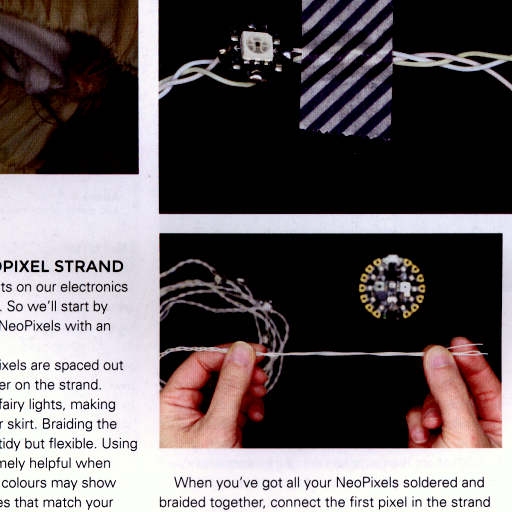 OPIXEL STRAND
ts on our electronics
. So we'll start by
NeoPixels with an
ixels are spaced out
er on the strand.
fairy lights, making
r skirt. Braiding the
tidy but flexible. Using
mely helpful when
colours may show
es that match your
When you've got all your NeoPixels soldered and
braided together, connect the first pixel in the strand